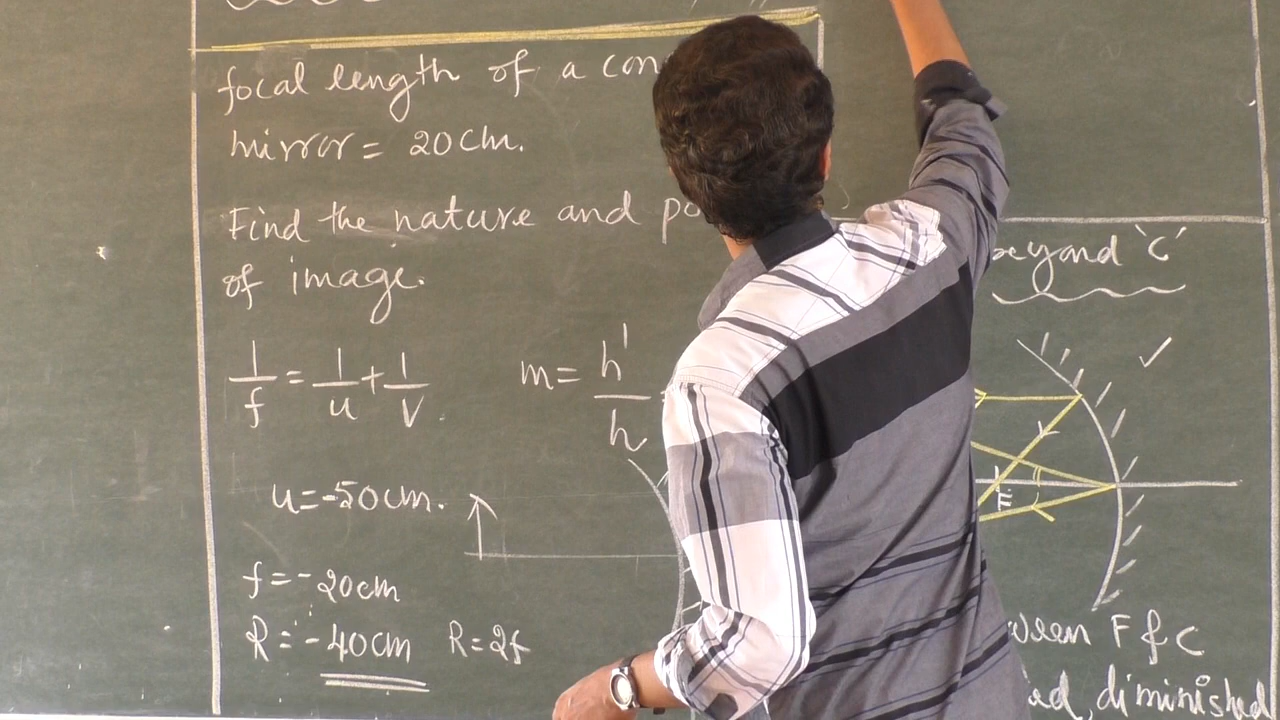 focal length of a con
mirror = 20cm.
Find the nature and po
of image.
1/f = 1/u + 1/v.
m = h'/h
u = -50cm.
f = -20cm
R = -40cm R = 2f
beyond 'C'
F
ween F & C
ed, diminished